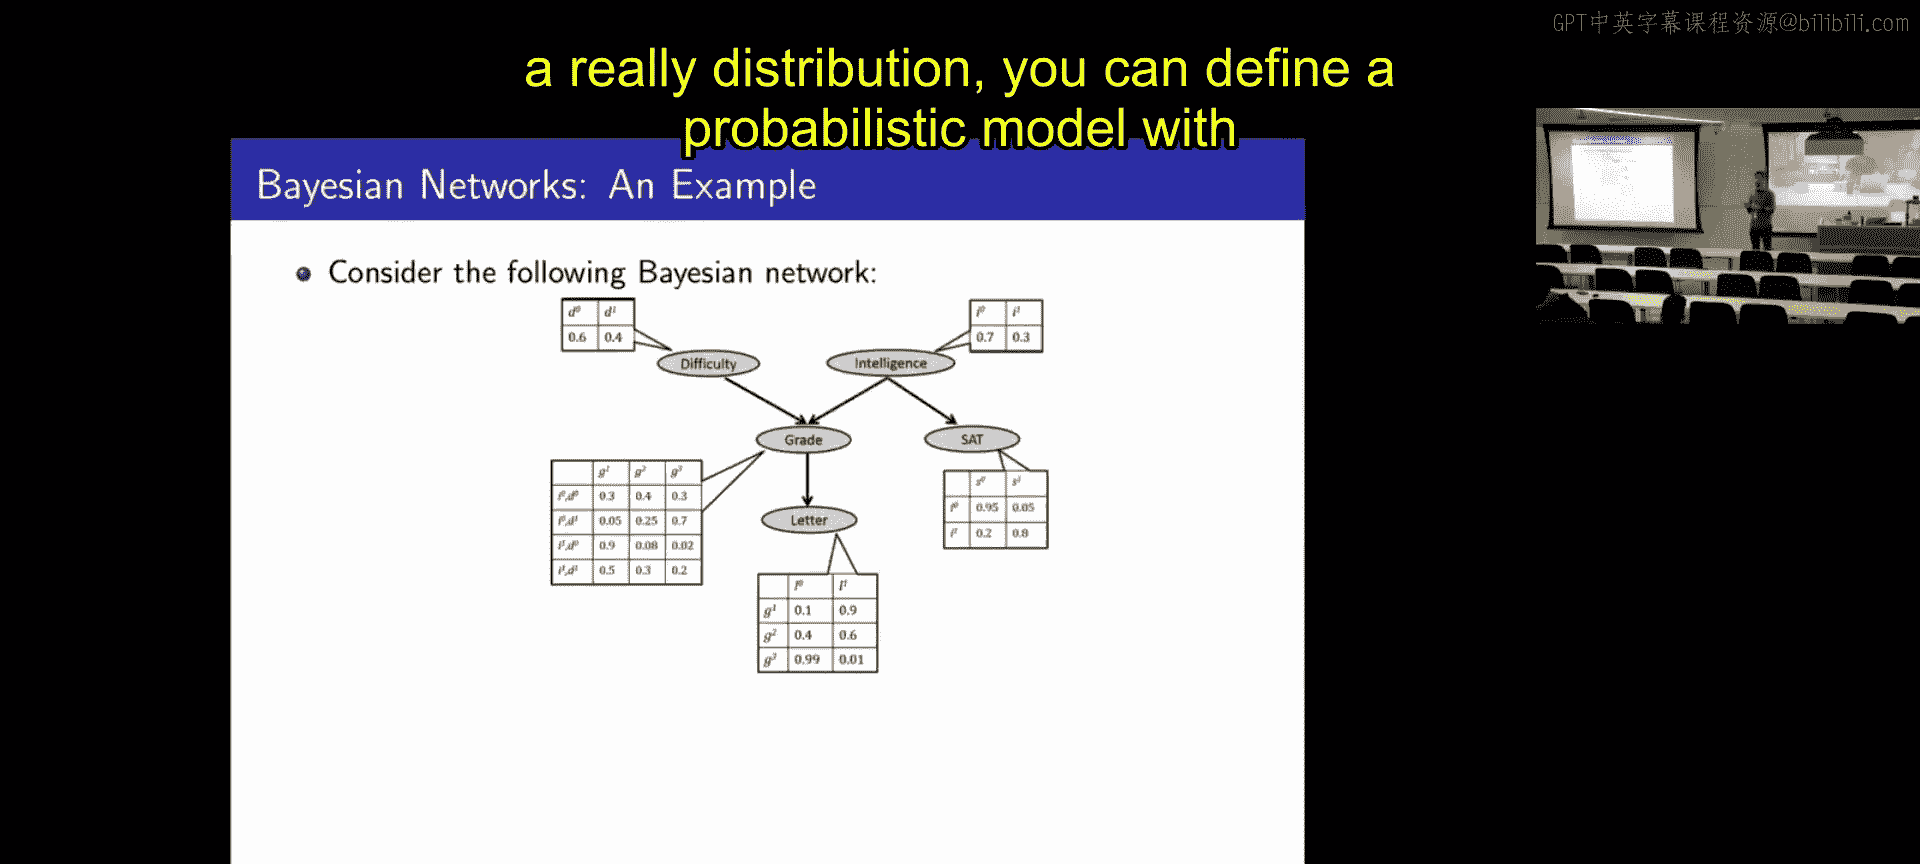 GPT中英字幕课程资源@bilibili.com
a really distribution, you can define a
probabilistic model with
Bayesian Networks: An Example
Consider the following Bayesian network:
d⁰ d¹
0.6 0.4
i⁰ i¹
0.7 0.3
Difficulty
Intelligence
Grade
SAT
g¹ g² g³
i⁰,d⁰ 0.3 0.4 0.3
i⁰,d¹ 0.05 0.25 0.7
i¹,d⁰ 0.9 0.08 0.02
i¹,d¹ 0.5 0.3 0.2
s⁰ s¹
i⁰ 0.95 0.05
i¹ 0.2 0.8
Letter
l⁰ l¹
g¹ 0.1 0.9
g² 0.4 0.6
g³ 0.99 0.01